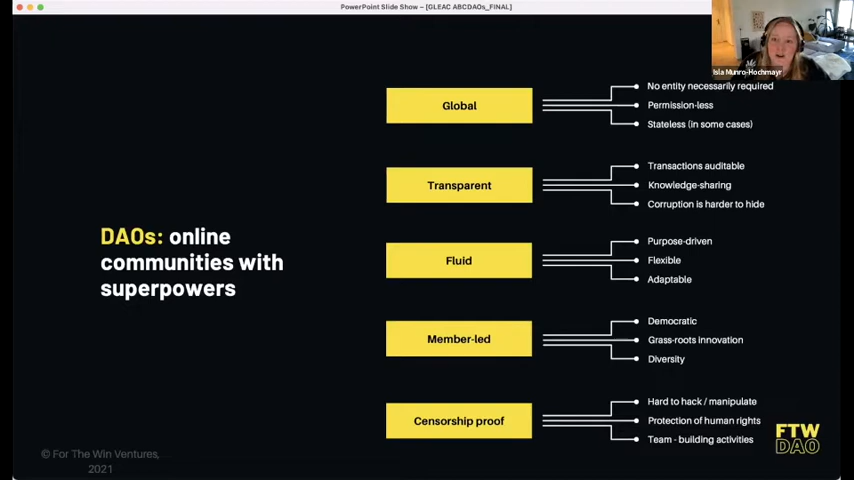 PowerPoint Slide Show – [GLEAC ABCDAOs_FINAL]
Isla Munro-Hochmayr
DAOs: online
communities with
superpowers
Global
No entity necessarily required
Permission-less
Stateless (in some cases)
Transparent
Transactions auditable
Knowledge-sharing
Corruption is harder to hide
Fluid
Purpose-driven
Flexible
Adaptable
Member-led
Democratic
Grass-roots innovation
Diversity
Censorship proof
Hard to hack / manipulate
Protection of human rights
Team - building activities
FTW
DAO
© For The Win Ventures,
2021